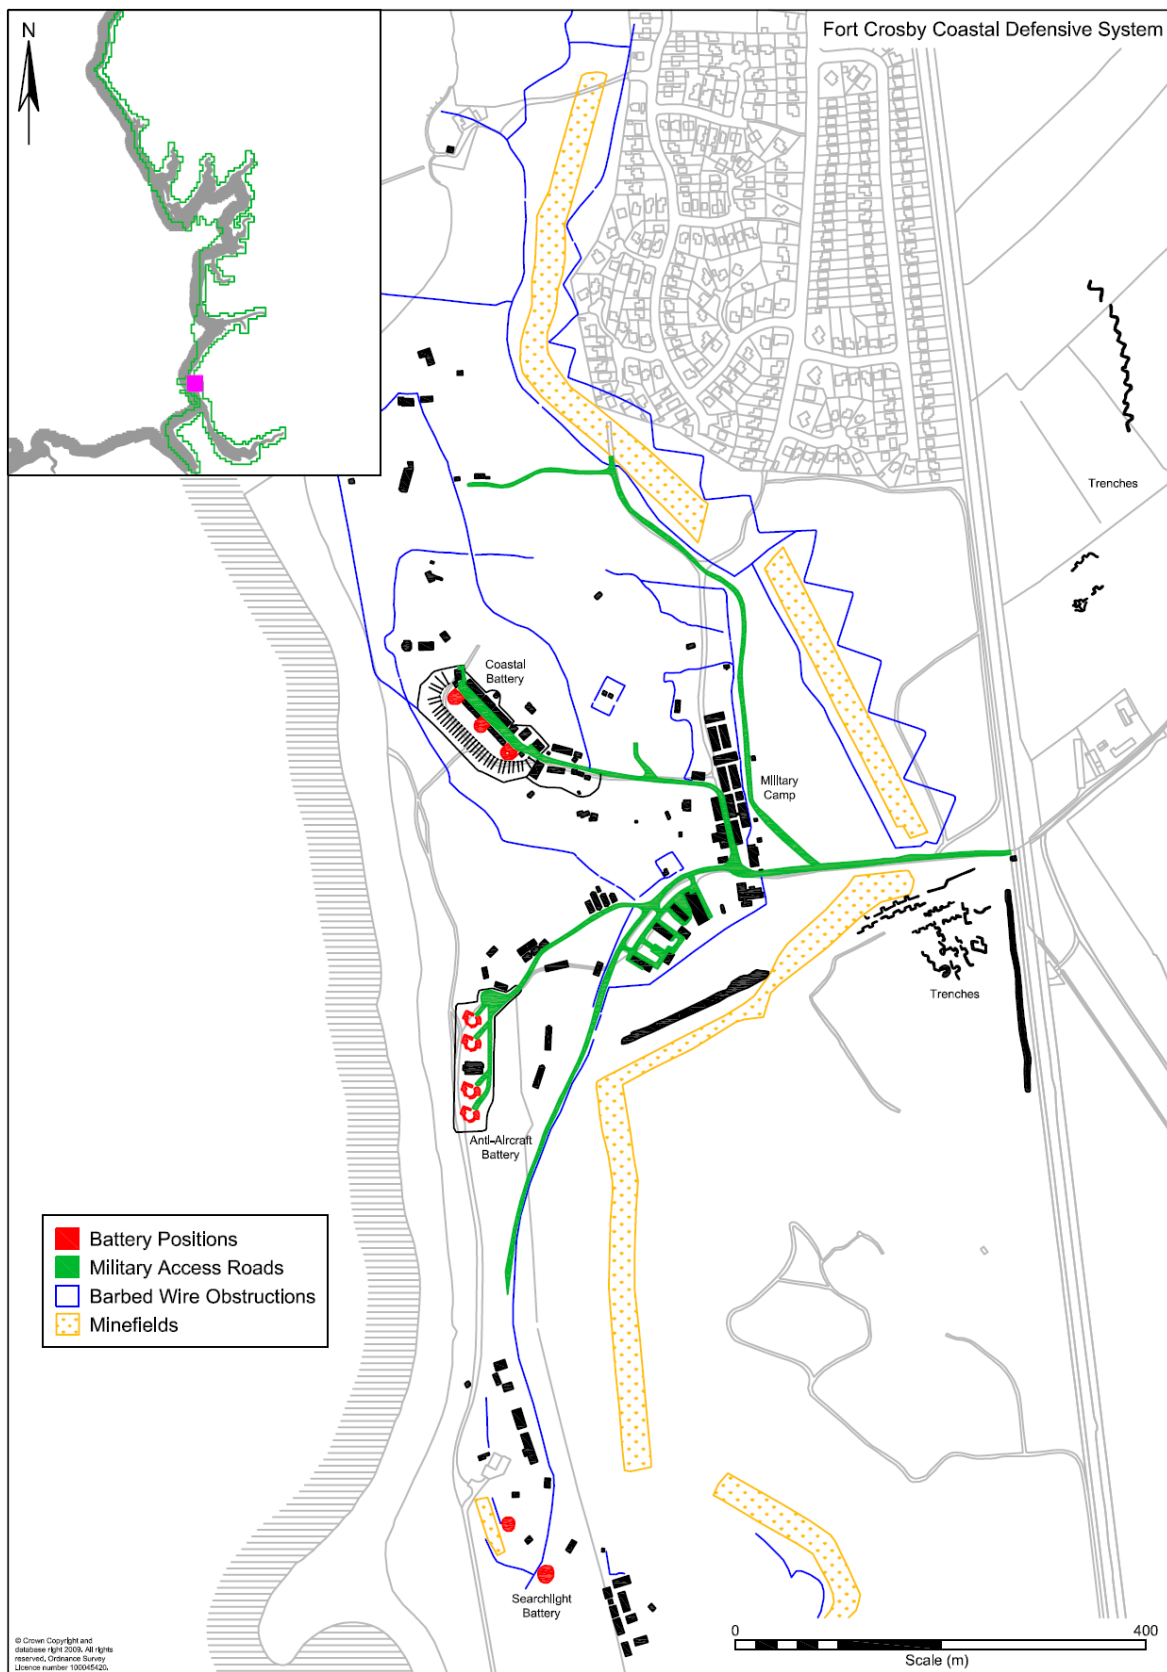 Fort Crosby Coastal Defensive System
N
Trenches
Coastal
Battery
Military
Camp
Trenches
Anti-Aircraft
Battery
Battery Positions
Military Access Roads
Barbed Wire Obstructions
Minefields
Searchlight
Battery
0
400
Scale (m)
© Crown Copyright and
database right 2009. All rights
reserved. Ordnance Survey
Licence number 100045420.